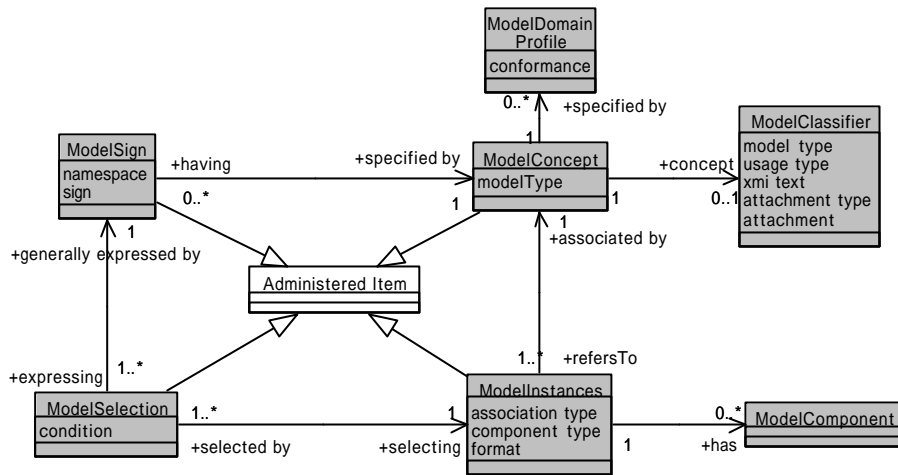 ModelDomain
Profile
conformance
0..*
+specified by
1
ModelClassifier
model type
usage type
xmi text
attachment type
attachment
ModelSign
namespace
sign
+having
+specified by
ModelConcept
modelType
+concept
0..*
1
1
0..1
1
1
+generally expressed by
+associated by
Administered Item
1..*
1..*
+refersTo
+expressing
ModelSelection
condition
1..*
1
+selected by
+selecting
ModelInstances
association type
component type
format
0..*
1
+has
ModelComponent